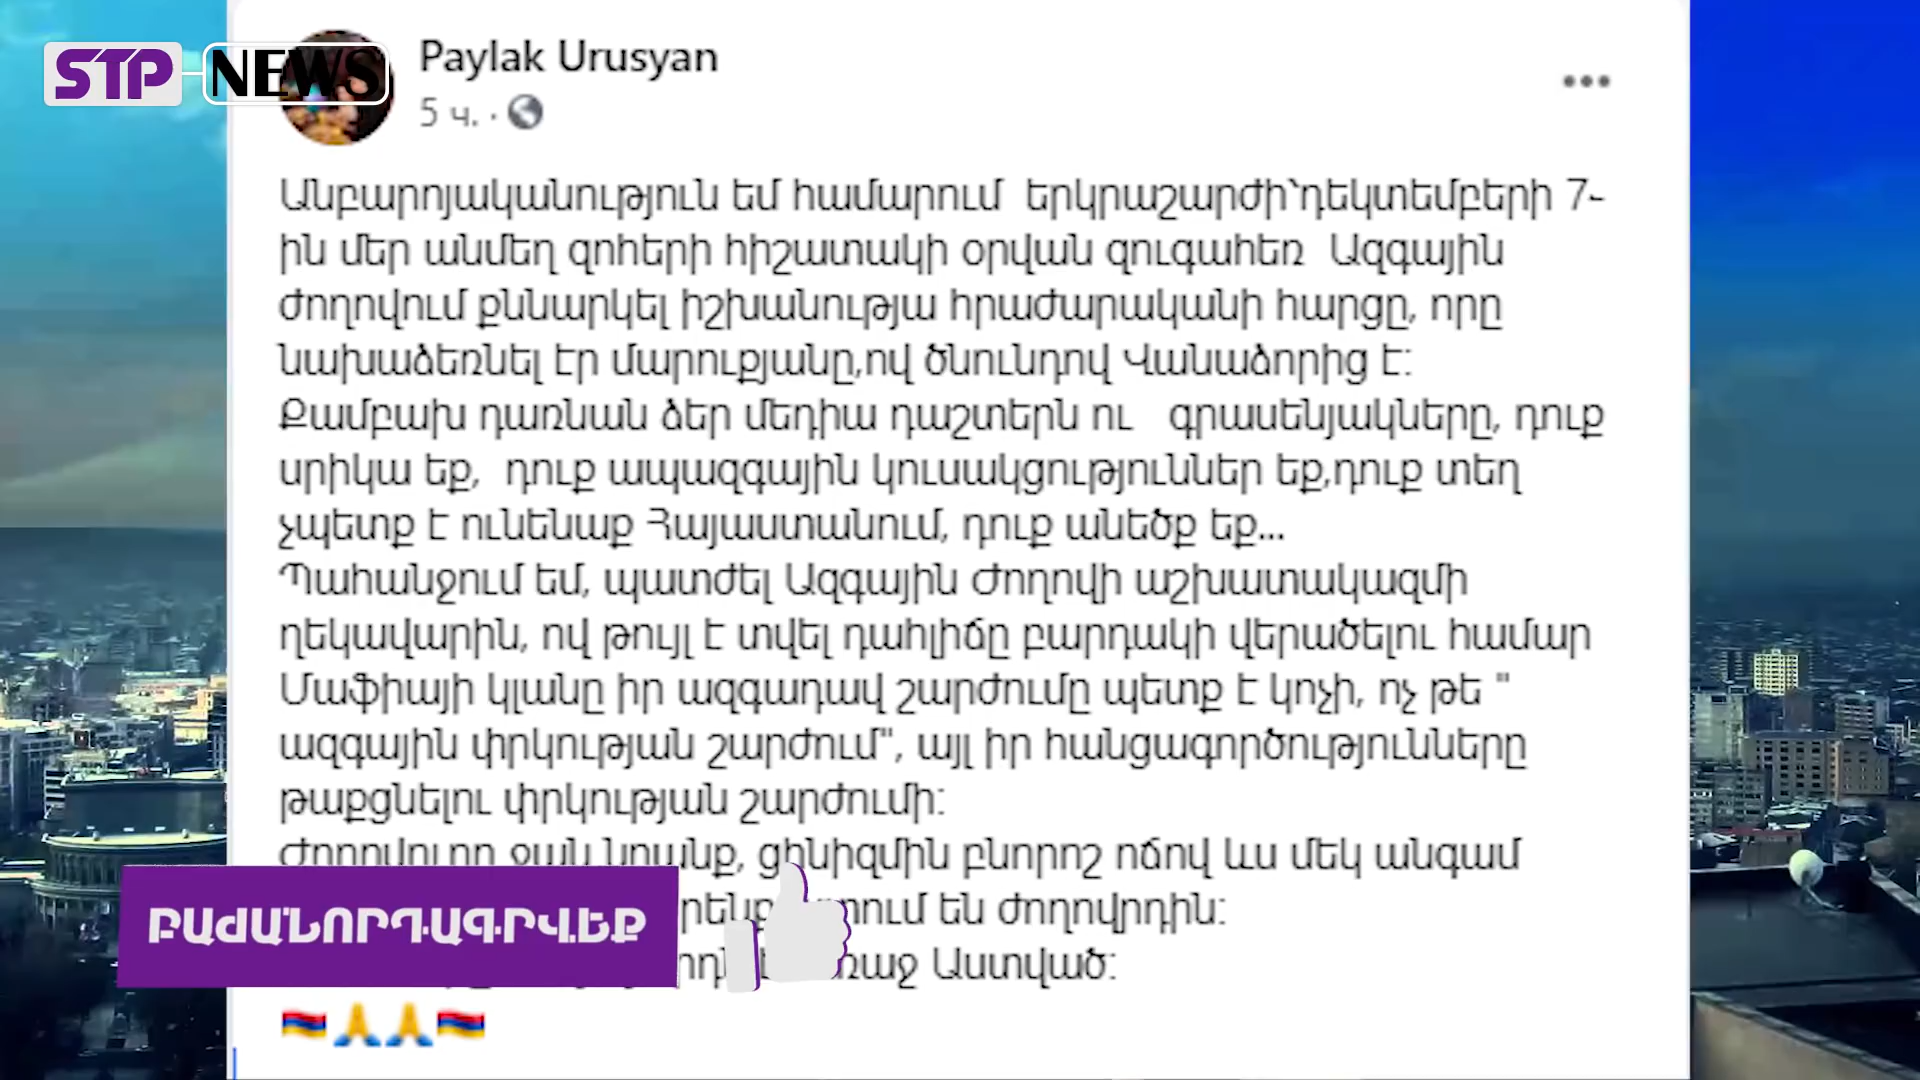 STP NEWS
Paylak Urusyan
5 ч. ·
Անբարոյականություն եմ համարում երկրաշարժի՝դեկտեմբերի 7-
ին մեր անմեղ զոհերի հիշատակի օրվան զուգահեռ Ազգային
ժողովում քննարկել իշխանությա հրաժարականի հարցը, որը
նախաձեռնել էր մարուքյանը,ով ծնունդով Վանաձորից է:
Քամբախ դառնան ձեր մեդիա դաշտերն ու գրասենյակները, դուք
սրիկա եք, դուք ապազգային կուսակցություններ եք,դուք տեղ
չպետք է ունենաք Հայաստանում, դուք անեծք եք...
Պահանջում եմ, պատժել Ազգային Ժողովի աշխատակազմի
ղեկավարին, ով թույլ է տվել դահլիճը բարդակի վերածելու համար
Մաֆիայի կլանը իր ազգադավ շարժումը պետք է կոչի, ոչ թե "
ազգային փրկության շարժում", այլ իր հանցագործությունները
թաքցնելու փրկության շարժումի:
Ժողովուրդ ջան նրանք, ցինիզմին բնորոշ ոճով ևս մեկ անգամ
են ժողովրդին:
Աստված:
ԲԱԺԱՆՈՐԴԱԳՐՎԵՔ